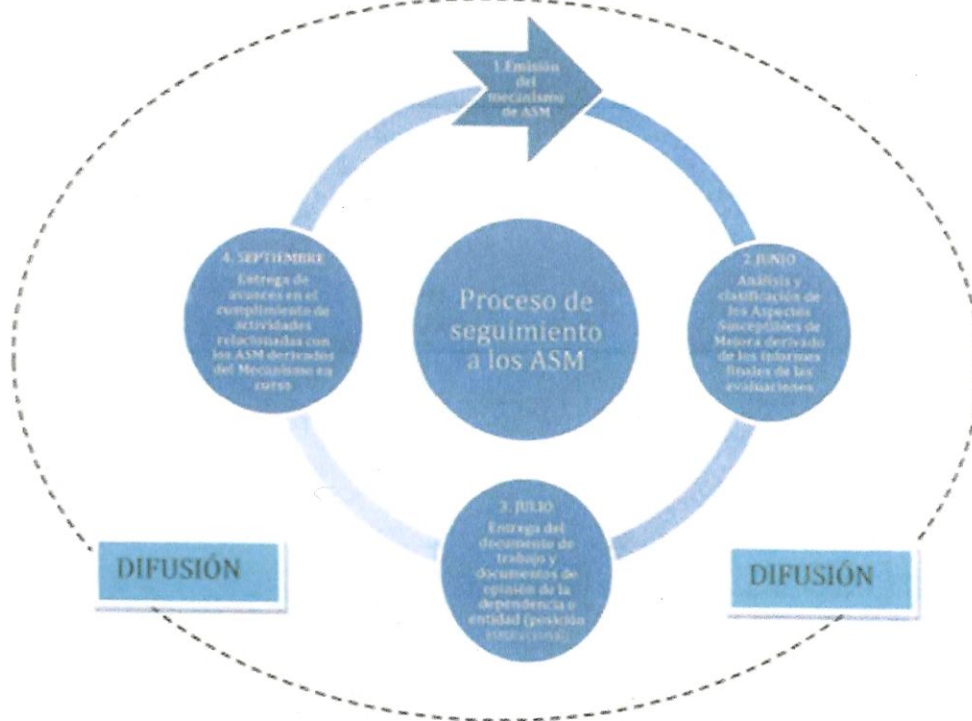 1.Emisión
del
mecanismo
de ASM
2 JUNIO
Análisis y
clasificación de
los Aspectos
Susceptibles de
Mejora derivado
de los informes
finales de las
evaluaciones
3. JULIO
Entrega del
documento de
trabajo y
documentos de
opinión de la
dependencia o
entidad (posición
institucional)
4. SEPTIEMBRE
Entrega de
avances en el
cumplimiento de
actividades
relacionadas con
los ASM derivados
del Mecanismo en
curso
Proceso de
seguimiento
a los ASM
DIFUSIÓN
DIFUSIÓN